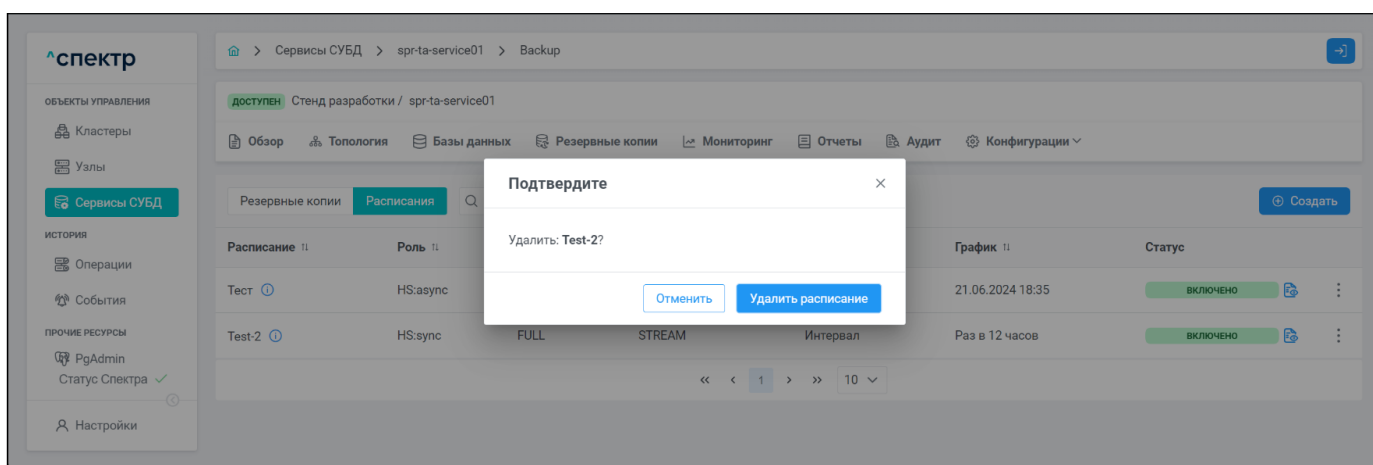 ^спектр
Сервисы СУБД > spr-ta-service01 > Backup
ОБЪЕКТЫ УПРАВЛЕНИЯ
Кластеры
Узлы
Сервисы СУБД
ИСТОРИЯ
Операции
События
ПРОЧИЕ РЕСУРСЫ
PgAdmin
Статус Спектра
Настройки
ДОСТУПЕН Стенд разработки / spr-ta-service01
Обзор Топология Базы данных Резервные копии Мониторинг Отчеты Аудит Конфигурации
Резервные копии Расписания Создать
Подтвердите
Удалить: Test-2?
Отменить Удалить расписание
Расписание Роль График Статус
Тест HS:async 21.06.2024 18:35 ВКЛЮЧЕНО
Test-2 HS:sync FULL STREAM Интервал Раз в 12 часов ВКЛЮЧЕНО
« < 1 > » 10